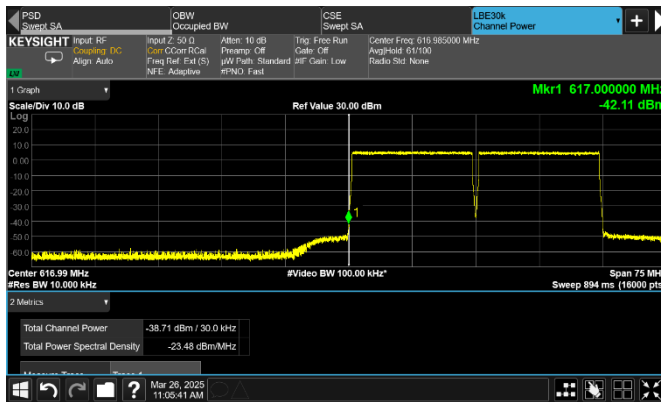 PSD
Swept SA
OBW
Occupied BW
CSE
Swept SA
LBE30k
Channel Power
KEYSIGHT
Input: RF
Coupling: DC
Align: Auto
Input Z: 50 Ω
Corr CCorr RCal
Freq Ref: Ext (S)
NFE: Adaptive
Atten: 10 dB
Preamp: Off
µW Path: Standard
#PNO: Fast
Trig: Free Run
Gate: Off
#IF Gain: Low
Center Freq: 616.985000 MHz
Avg|Hold: 61/100
Radio Std: None
LXI
1 Graph
Scale/Div 10.0 dB
Ref Value 30.00 dBm
Mkr1 617.000000 MHz
-42.11 dBm
Log
20.0
10.0
0.00
-10.0
-20.0
-30.0
-40.0
-50.0
-60.0
1
Center 616.99 MHz
#Video BW 100.00 kHz*
Span 75 MH
#Res BW 10.000 kHz
Sweep 894 ms (16000 pts
2 Metrics
Total Channel Power -38.71 dBm / 30.0 kHz
Total Power Spectral Density -23.48 dBm/MHz
Measure Trace Trace 1
Mar 26, 2025
11:05:41 AM